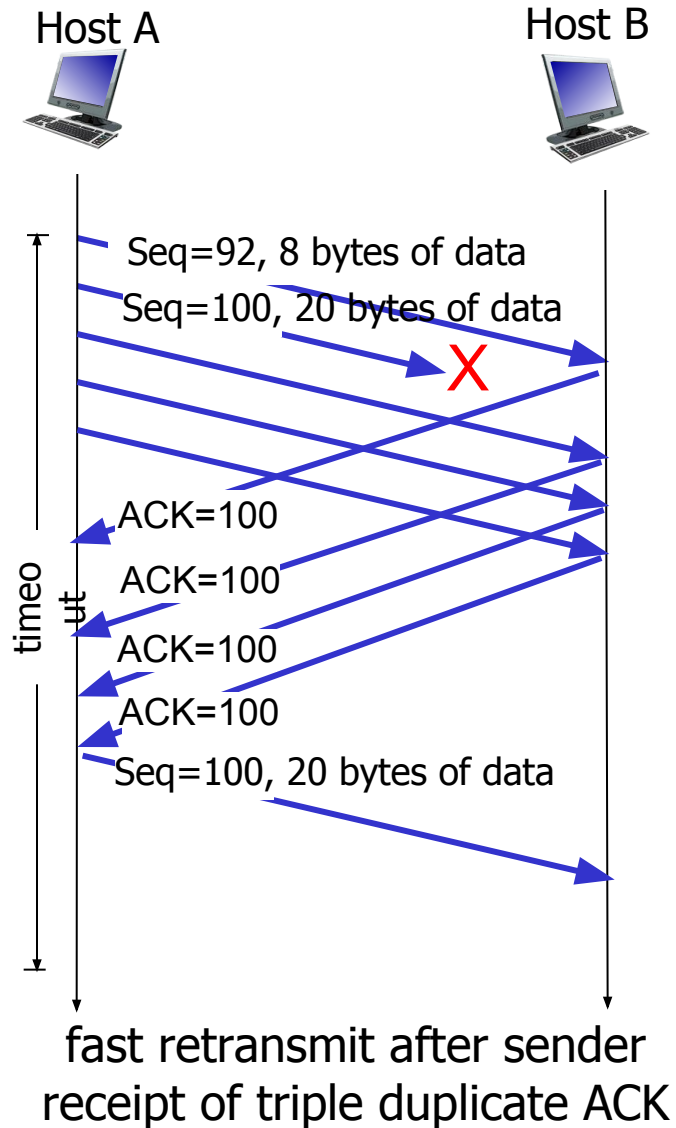 Host A
Host B
Seq=92, 8 bytes of data
Seq=100, 20 bytes of data
X
ACK=100
ACK=100
ACK=100
ACK=100
timeo
ut
Seq=100, 20 bytes of data
fast retransmit after sender
receipt of triple duplicate ACK